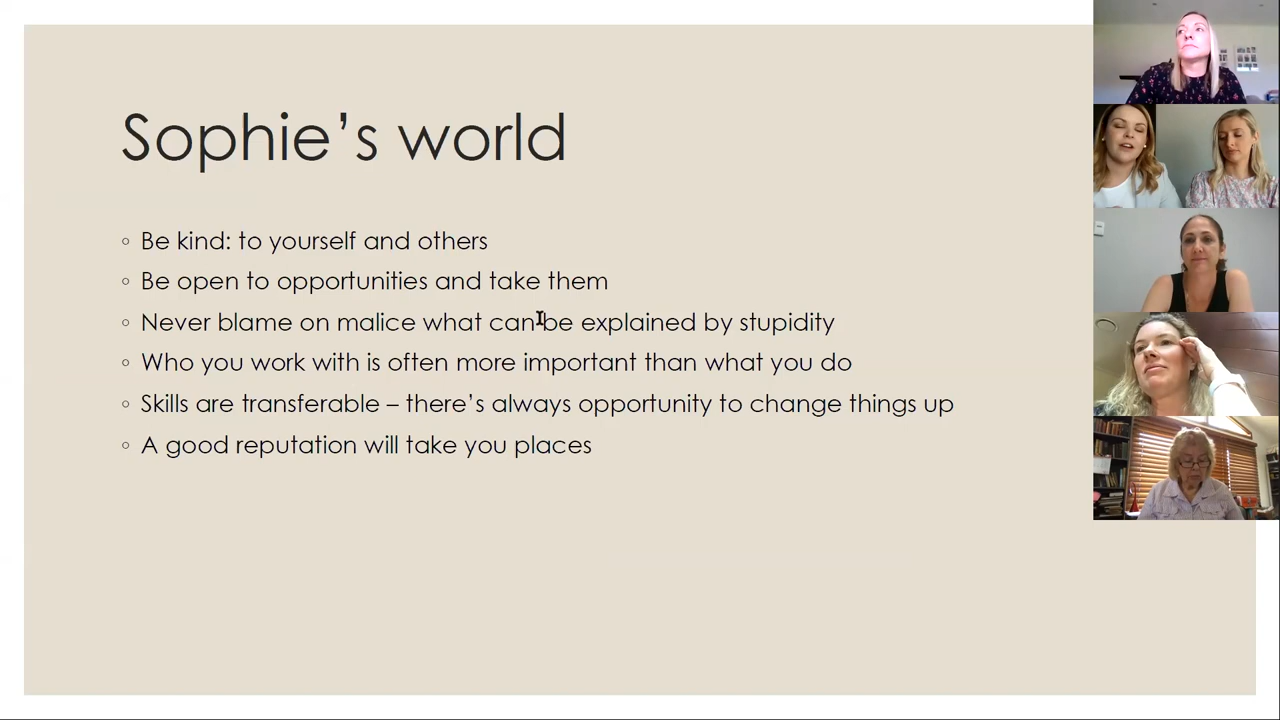 Sophie’s world
Be kind: to yourself and others
Be open to opportunities and take them
Never blame on malice what can be explained by stupidity
Who you work with is often more important than what you do
Skills are transferable – there’s always opportunity to change things up
A good reputation will take you places